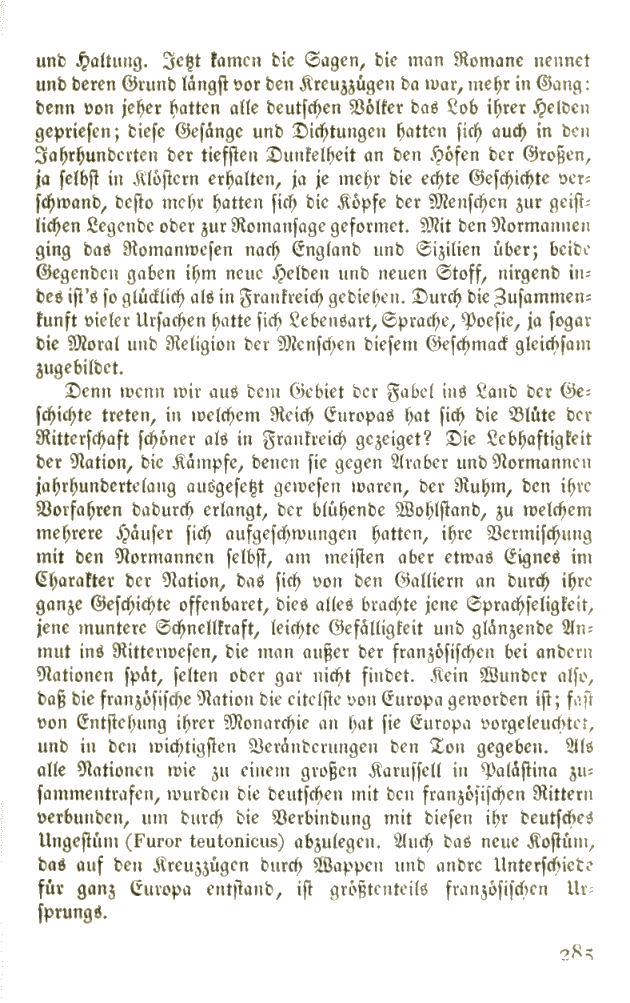 und Haltung. Jetzt kamen die Sagen, die man Romane nennet
und deren Grund längst vor den Kreuzzügen da war, mehr in Gang:
denn von jeher hatten alle deutschen Völker das Lob ihrer Helden
gepriesen; diese Gesänge und Dichtungen hatten sich auch in den
Jahrhunderten der tiefsten Dunkelheit an den Höfen der Großen,
ja selbst in Klöstern erhalten, ja je mehr die echte Geschichte ver-
schwand, desto mehr hatten sich die Köpfe der Menschen zur geist-
lichen Legende oder zur Romansage geformet. Mit den Normannen
ging das Romanwesen nach England und Sizilien über; beide
Gegenden gaben ihm neue Helden und neuen Stoff, nirgend in-
des ist's so glücklich als in Frankreich gediehen. Durch die Zusammen-
kunft vieler Ursachen hatte sich Lebensart, Sprache, Poesie, ja sogar
die Moral und Religion der Menschen diesem Geschmack gleichsam
zugebildet.
Denn wenn wir aus dem Gebiet der Fabel ins Land der Ge-
schichte treten, in welchem Reich Europas hat sich die Blüte der
Ritterschaft schöner als in Frankreich gezeiget? Die Lebhaftigkeit
der Nation, die Kämpfe, denen sie gegen Araber und Normannen
jahrhundertelang ausgesetzt gewesen waren, der Ruhm, den ihre
Vorfahren dadurch erlangt, der blühende Wohlstand, zu welchem
mehrere Häuser sich aufgeschwungen hatten, ihre Vermischung
mit den Normannen selbst, am meisten aber etwas Eignes im
Charakter der Nation, das sich von den Galliern an durch ihre
ganze Geschichte offenbaret, dies alles brachte jene Sprachseligkeit,
jene muntere Schnellkraft, leichte Gefälligkeit und glänzende An-
mut ins Ritterwesen, die man außer der französischen bei andern
Nationen spät, selten oder gar nicht findet. Kein Wunder also,
daß die französische Nation die eitelste von Europa geworden ist; fast
von Entstehung ihrer Monarchie an hat sie Europa vorgeleuchtet,
und in den wichtigsten Veränderungen den Ton gegeben. Als
alle Nationen wie zu einem großen Karussell in Palästina zu-
sammentrafen, wurden die deutschen mit den französischen Rittern
verbunden, um durch die Verbindung mit diesen ihr deutsches
Ungestüm (Furor teutonicus) abzulegen. Auch das neue Kostüm,
das auf den Kreuzzügen durch Wappen und andre Unterschiede
für ganz Europa entstand, ist größtenteils französischen Ur-
sprungs.
285